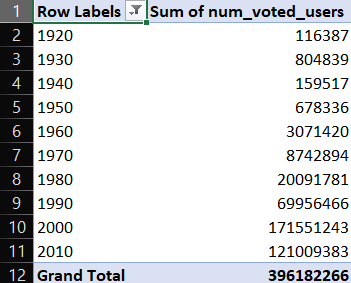 1 Row Labels Sum of num_voted_users
2 1920 116387
3 1930 804839
4 1940 159517
5 1950 678336
6 1960 3071420
7 1970 8742894
8 1980 20091781
9 1990 69956466
10 2000 171551243
11 2010 121009383
12 Grand Total 396182266